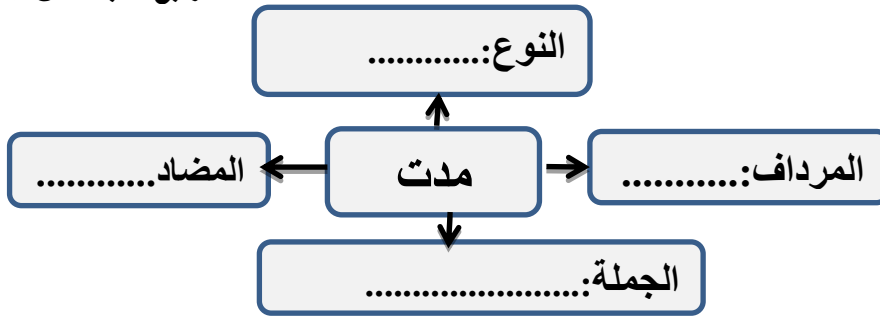 النوع:............
المرداف:...........
مدت
المضاد............
الجملة:.......................